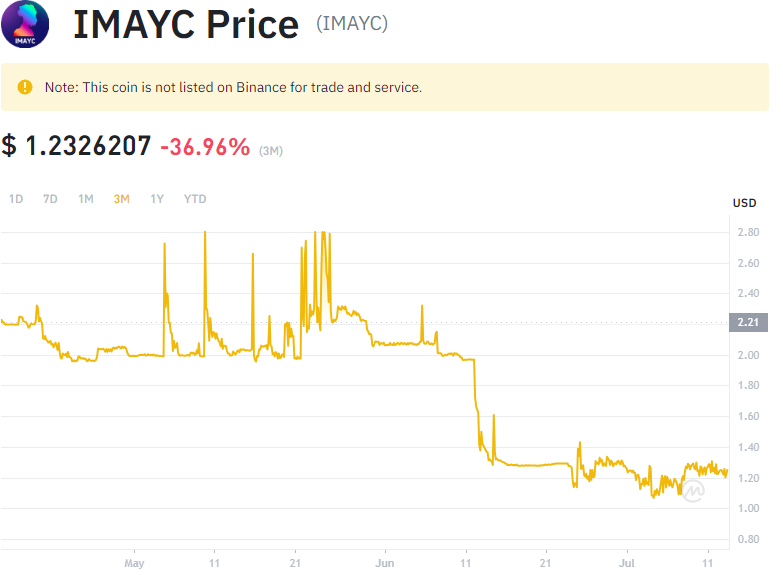 IMAYC
IMAYC Price (IMAYC)
Note: This coin is not listed on Binance for trade and service.
$ 1.2326207 -36.96% (3M)
1D 7D 1M 3M 1Y YTD
USD
2.80
2.60
2.40
2.21
2.00
1.80
1.60
1.40
1.20
1.00
0.80
May 11 21 Jun 11 21 Jul 11